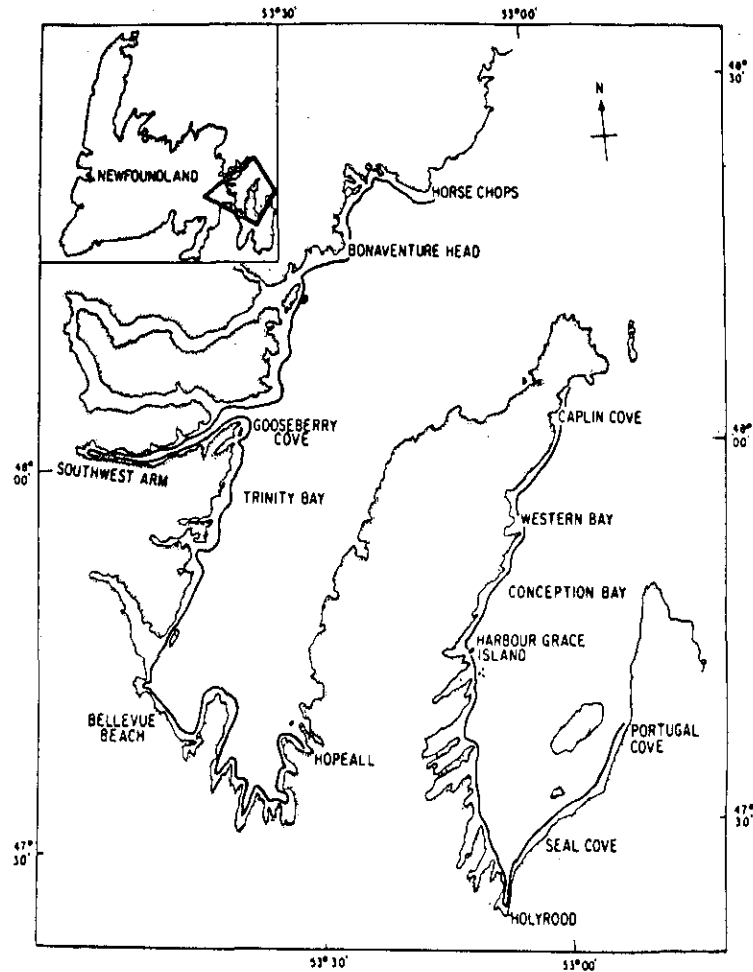 53°30'
53°00'
48°
30'
N
NEWFOUNDLAND
HORSE CHOPS
BONAVENTURE HEAD
CAPLIN COVE
GOOSEBERRY
COVE
48°
00'
48°
00'
SOUTHWEST ARM
TRINITY BAY
WESTERN BAY
CONCEPTION BAY
HARBOUR GRACE
ISLAND
BELLEVUE
BEACH
HOPEALL
PORTUGAL
COVE
47°
30'
SEAL COVE
47°
30'
HOLYROOD
53°30'
53°00'